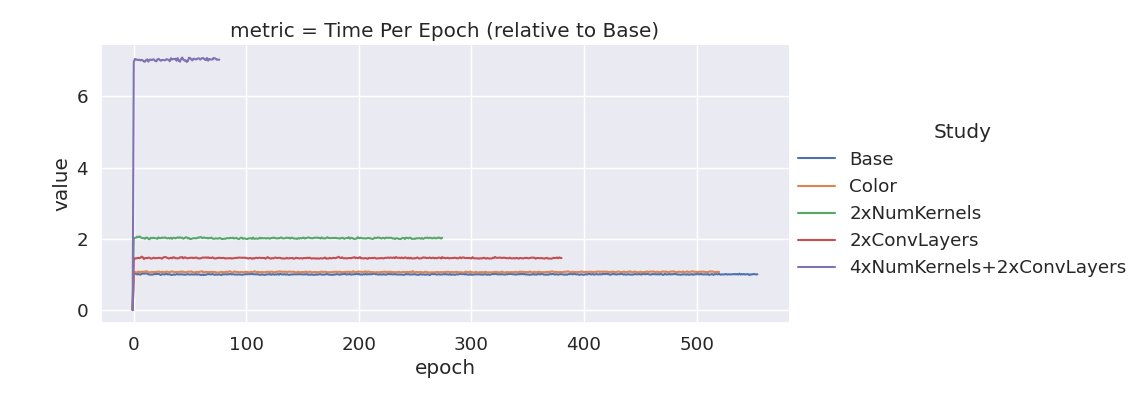 metric = Time Per Epoch (relative to Base)
6
4
2
0
value
0 100 200 300 400 500
epoch
Study
Base
Color
2xNumKernels
2xConvLayers
4xNumKernels+2xConvLayers